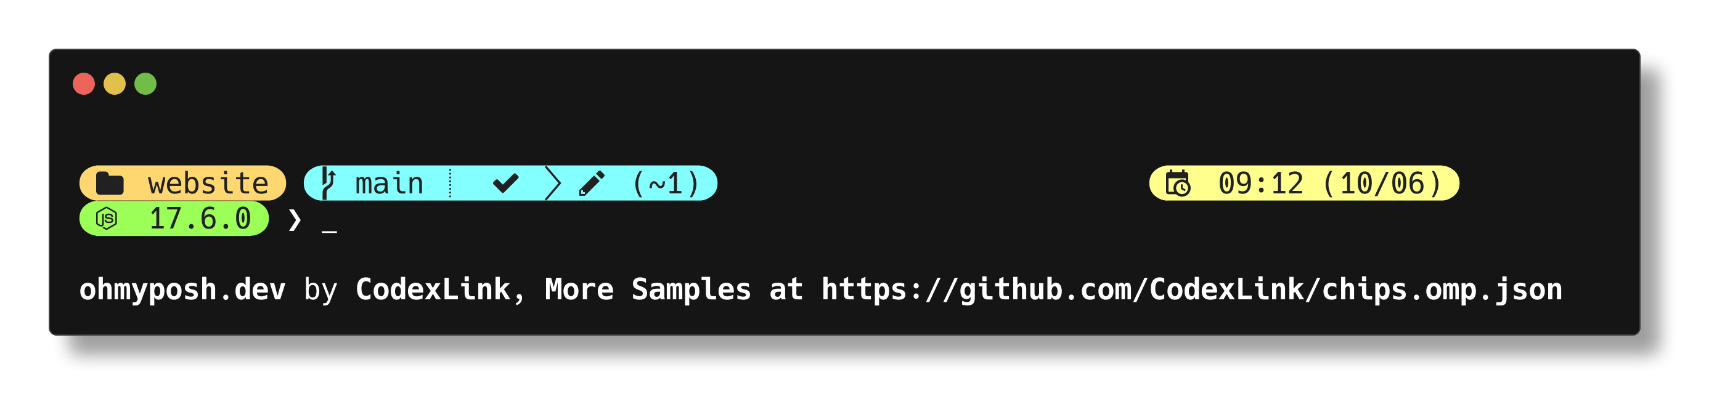 website main (~1) 09:12 (10/06)
17.6.0 ❯ _
ohmyposh.dev by CodexLink, More Samples at https://github.com/CodexLink/chips.omp.json